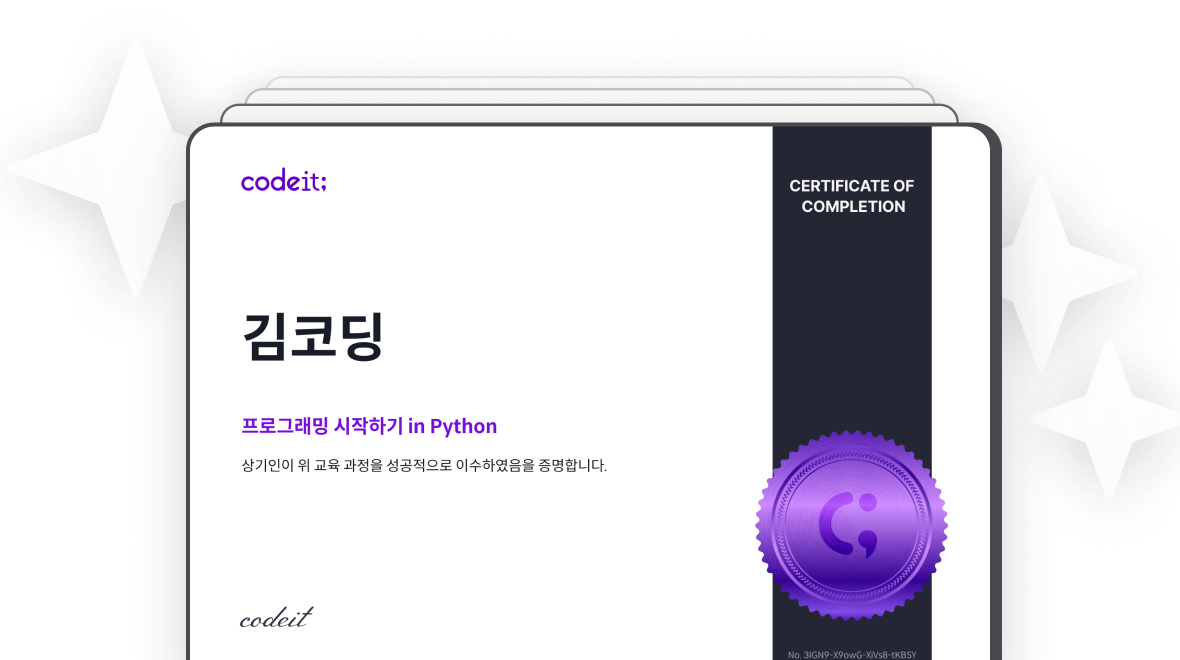 codeit;
CERTIFICATE OF
COMPLETION
김코딩
프로그래밍 시작하기 in Python
상기인이 위 교육 과정을 성공적으로 이수하였음을 증명합니다.
codeit
No. 3IGN9-X9owG-XiVs8-tKBSY